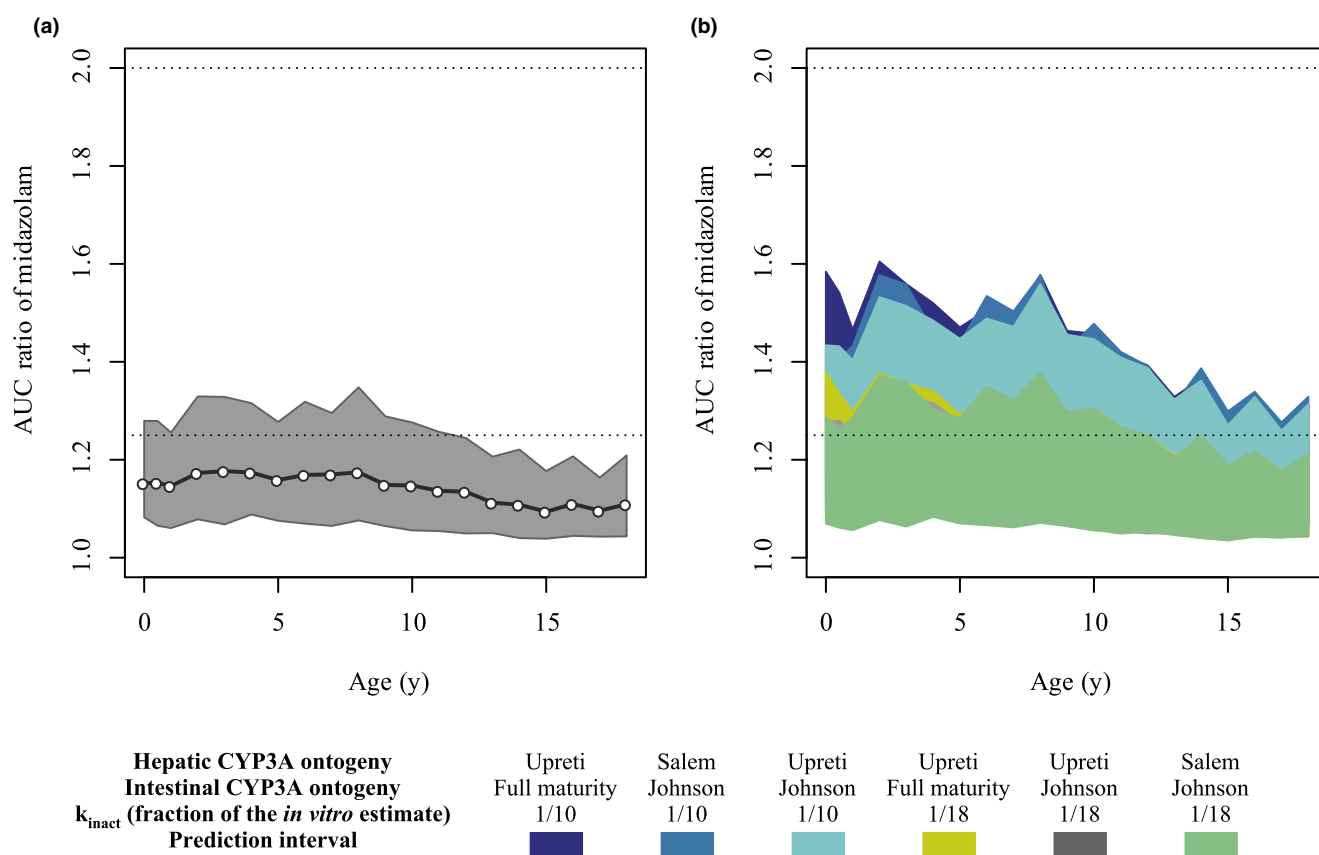 (a)
(b)
AUC ratio of midazolam
2.0
1.8
1.6
1.4
1.2
1.0
0
5
10
15
Age (y)
AUC ratio of midazolam
2.0
1.8
1.6
1.4
1.2
1.0
0
5
10
15
Age (y)
Hepatic CYP3A ontogeny Upreti Salem Upreti Upreti Upreti Salem
Intestinal CYP3A ontogeny Full maturity Johnson Johnson Full maturity Johnson Johnson
kinact (fraction of the in vitro estimate) 1/10 1/10 1/10 1/18 1/18 1/18
Prediction interval